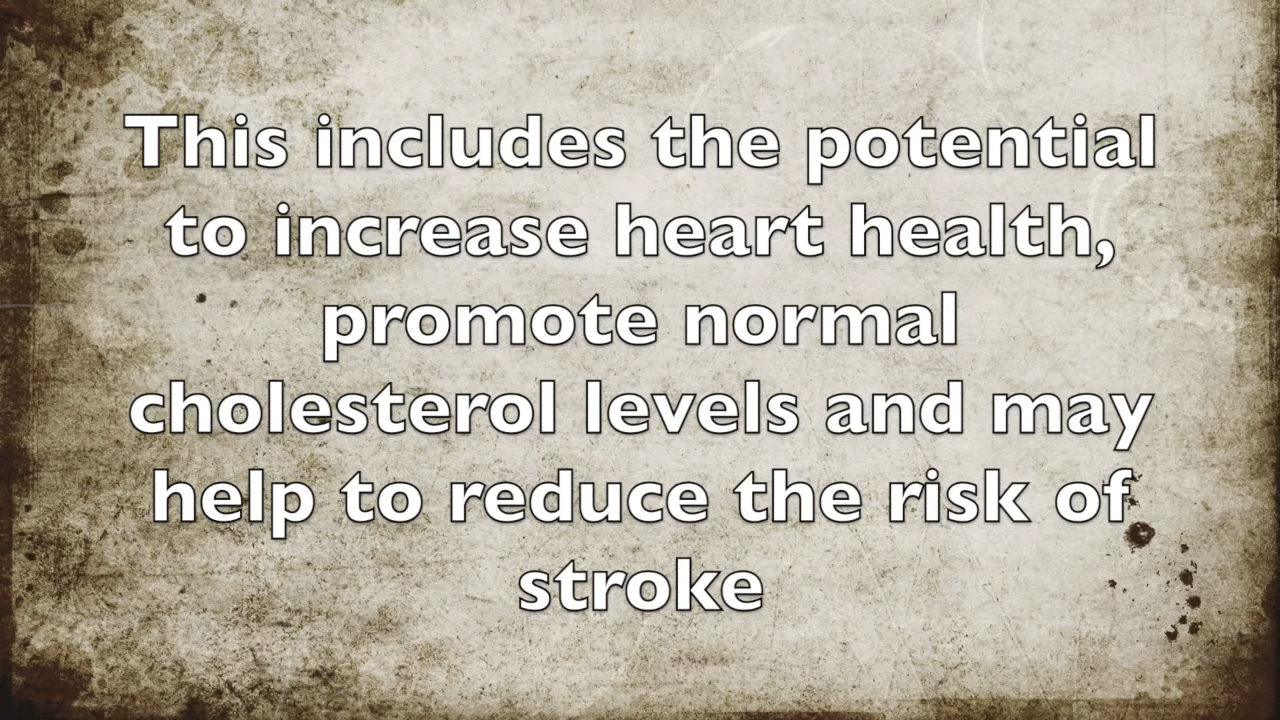 This includes the potential
to increase heart health,
promote normal
cholesterol levels and may
help to reduce the risk of
stroke